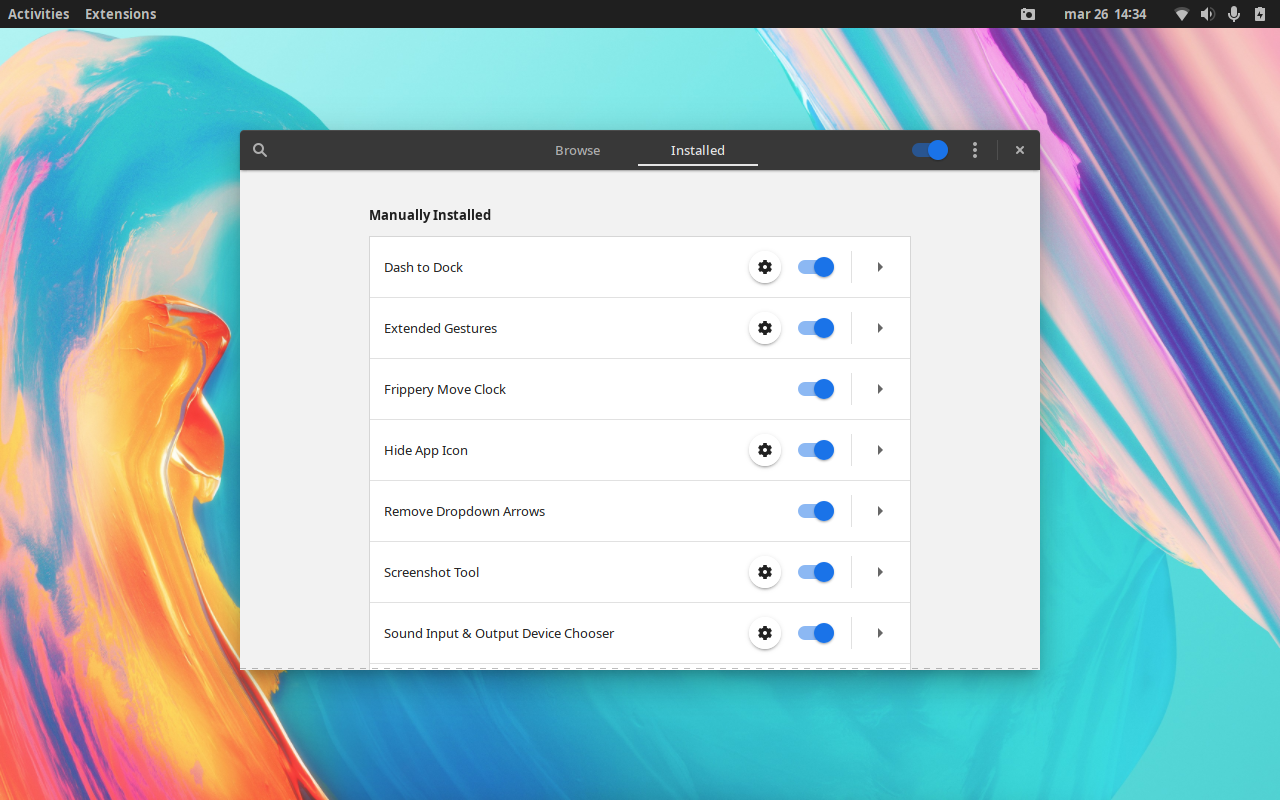 Activities Extensions mar 26 14:34
Browse Installed
Manually Installed
Dash to Dock
Extended Gestures
Frippery Move Clock
Hide App Icon
Remove Dropdown Arrows
Screenshot Tool
Sound Input & Output Device Chooser